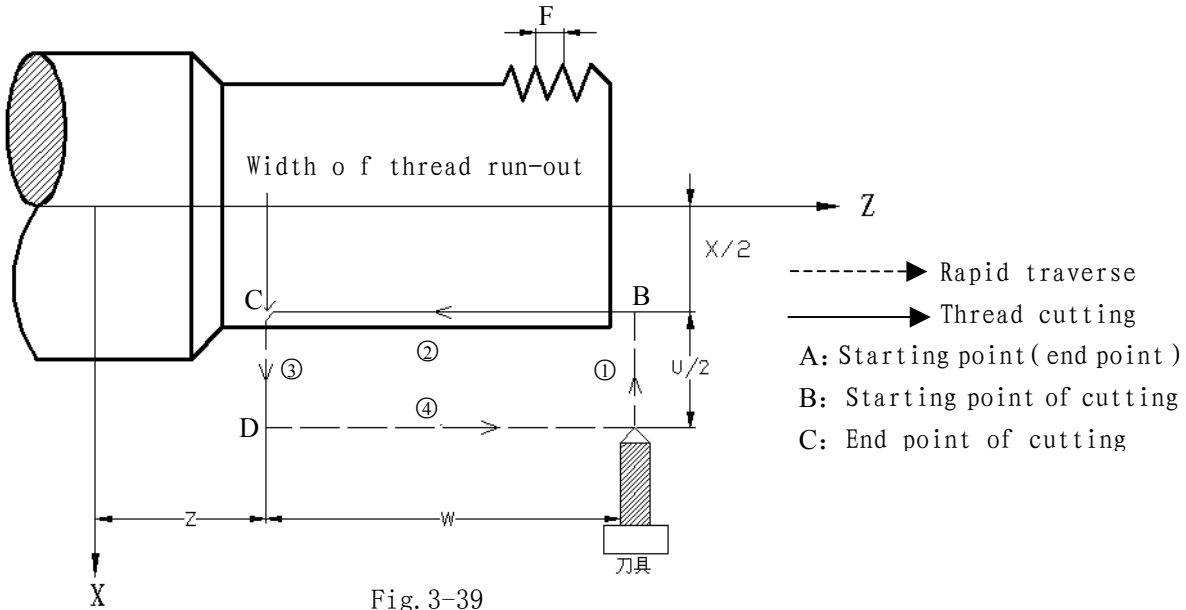 F
Width o f thread run-out
Z
X/2
Rapid traverse
C
B
Thread cutting
②
U/2
③
①
A: Starting point(end point)
B: Starting point of cutting
D
④
C: End point of cutting
Z
W
刀具
X
Fig.3-39